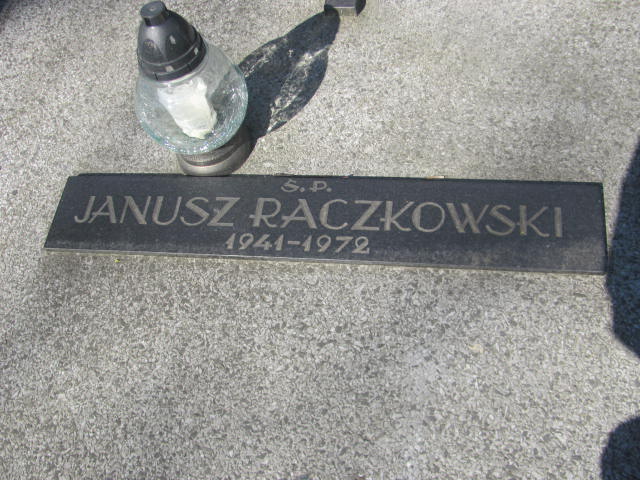 Ś.P.
JANUSZ RACZKOWSKI
1941-1972